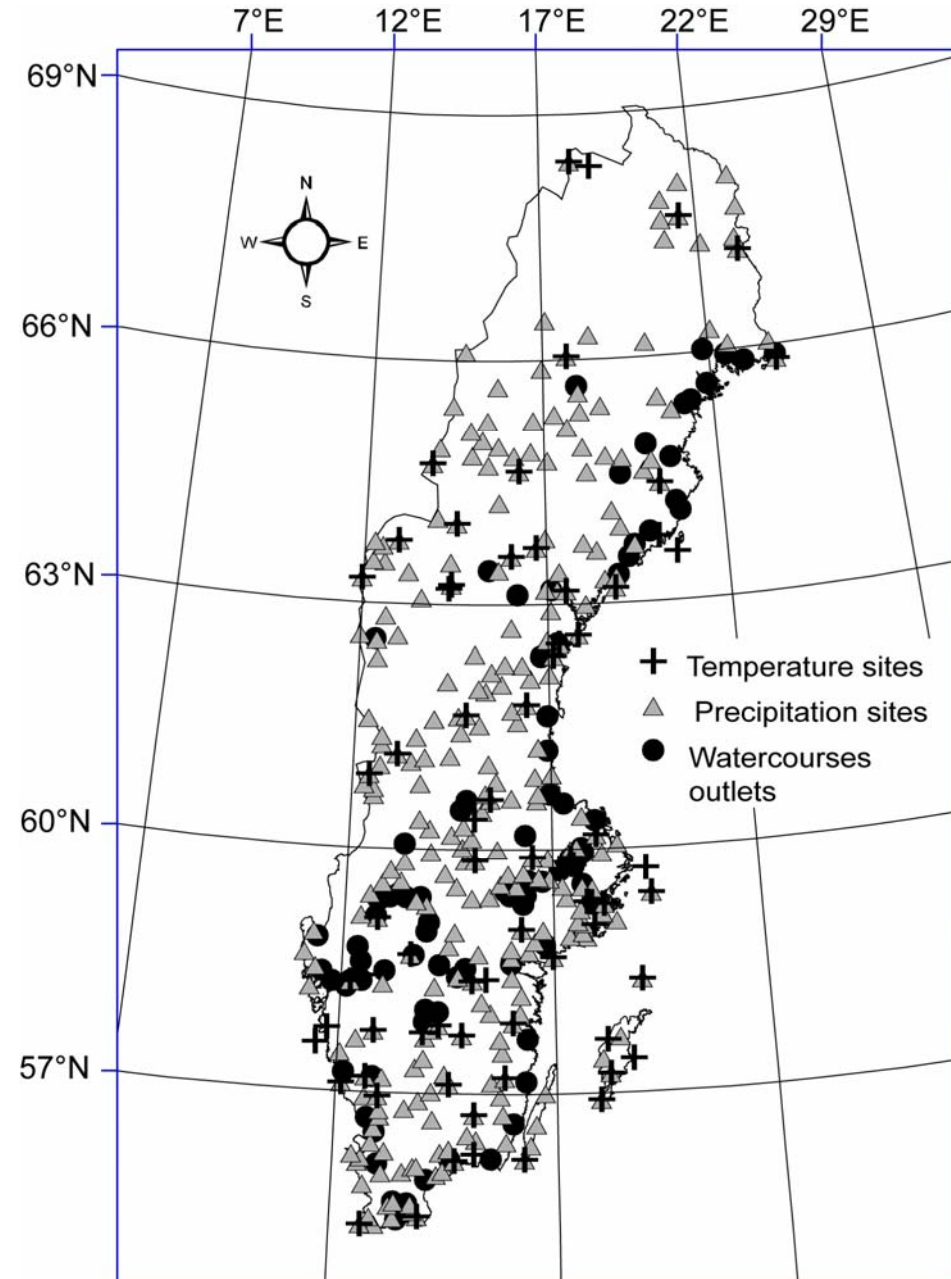 7°E 12°E 17°E 22°E 29°E
69°N
N
W E
S
66°N
63°N
Temperature sites
Precipitation sites
Watercourses
outlets
60°N
57°N